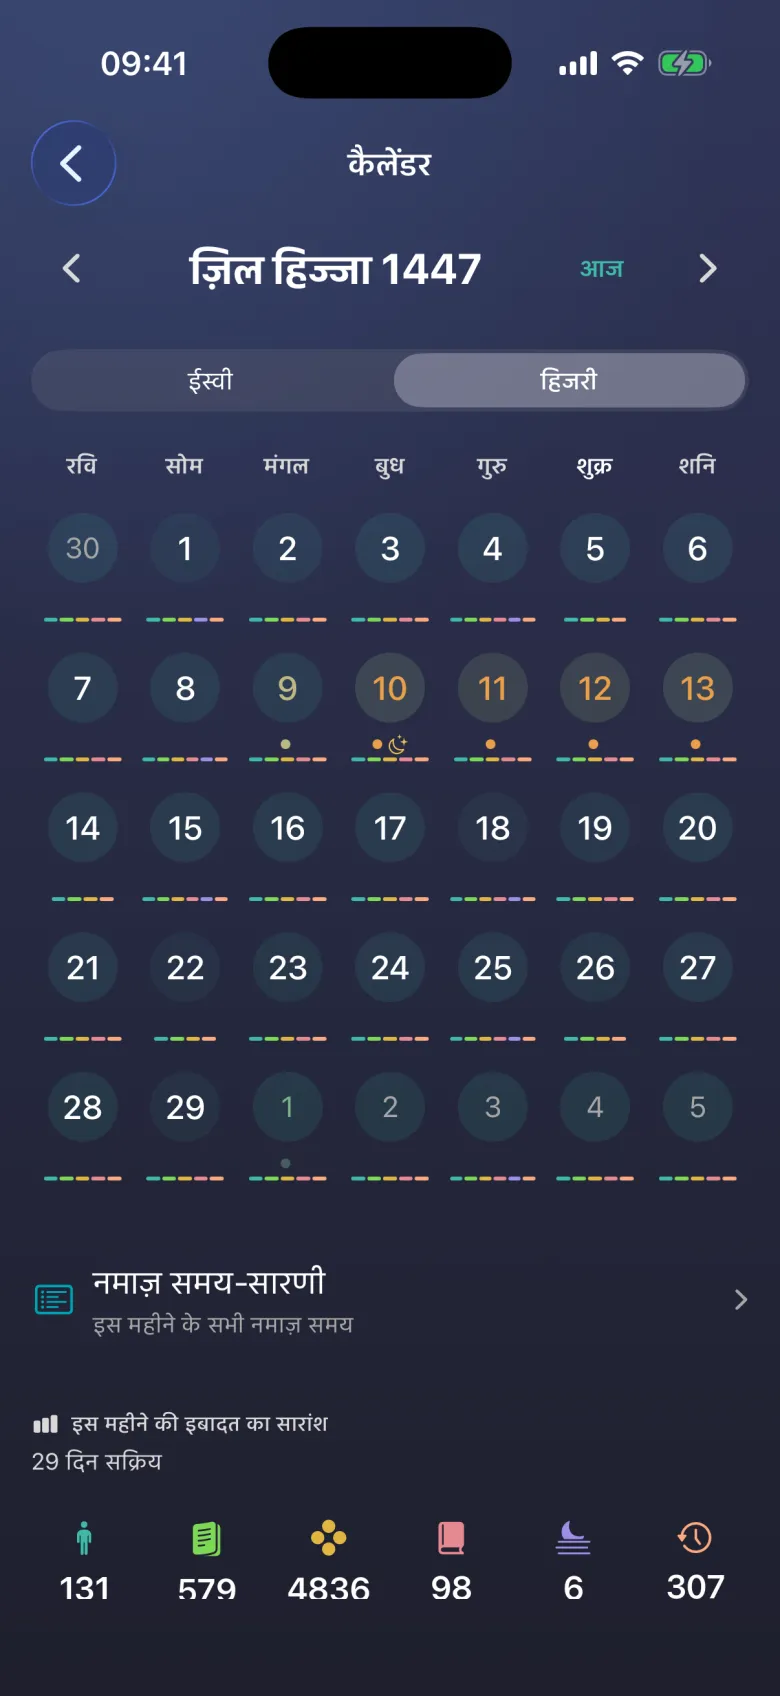 09:41
कैलेंडर
ज़िल हिज्जा 1447
आज
ईस्वी
हिजरी
रवि सोम मंगल बुध गुरु शुक्र शनि
30 1 2 3 4 5 6
7 8 9 10 11 12 13
14 15 16 17 18 19 20
21 22 23 24 25 26 27
28 29 1 2 3 4 5
नमाज़ समय-सारणी
इस महीने के सभी नमाज़ समय
इस महीने की इबादत का सारांश
29 दिन सक्रिय
131 579 4836 98 6 307